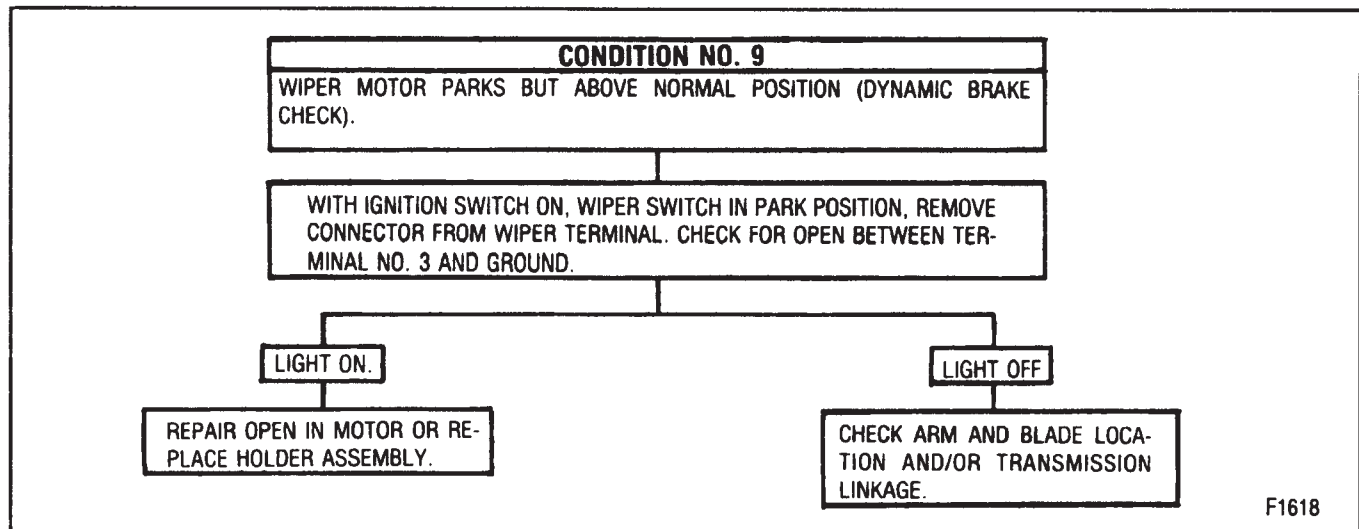 CONDITION NO. 9
WIPER MOTOR PARKS BUT ABOVE NORMAL POSITION (DYNAMIC BRAKE
CHECK).
WITH IGNITION SWITCH ON, WIPER SWITCH IN PARK POSITION, REMOVE
CONNECTOR FROM WIPER TERMINAL. CHECK FOR OPEN BETWEEN TER-
MINAL NO. 3 AND GROUND.
LIGHT ON.
LIGHT OFF
REPAIR OPEN IN MOTOR OR RE-
PLACE HOLDER ASSEMBLY.
CHECK ARM AND BLADE LOCA-
TION AND/OR TRANSMISSION
LINKAGE.
F1618